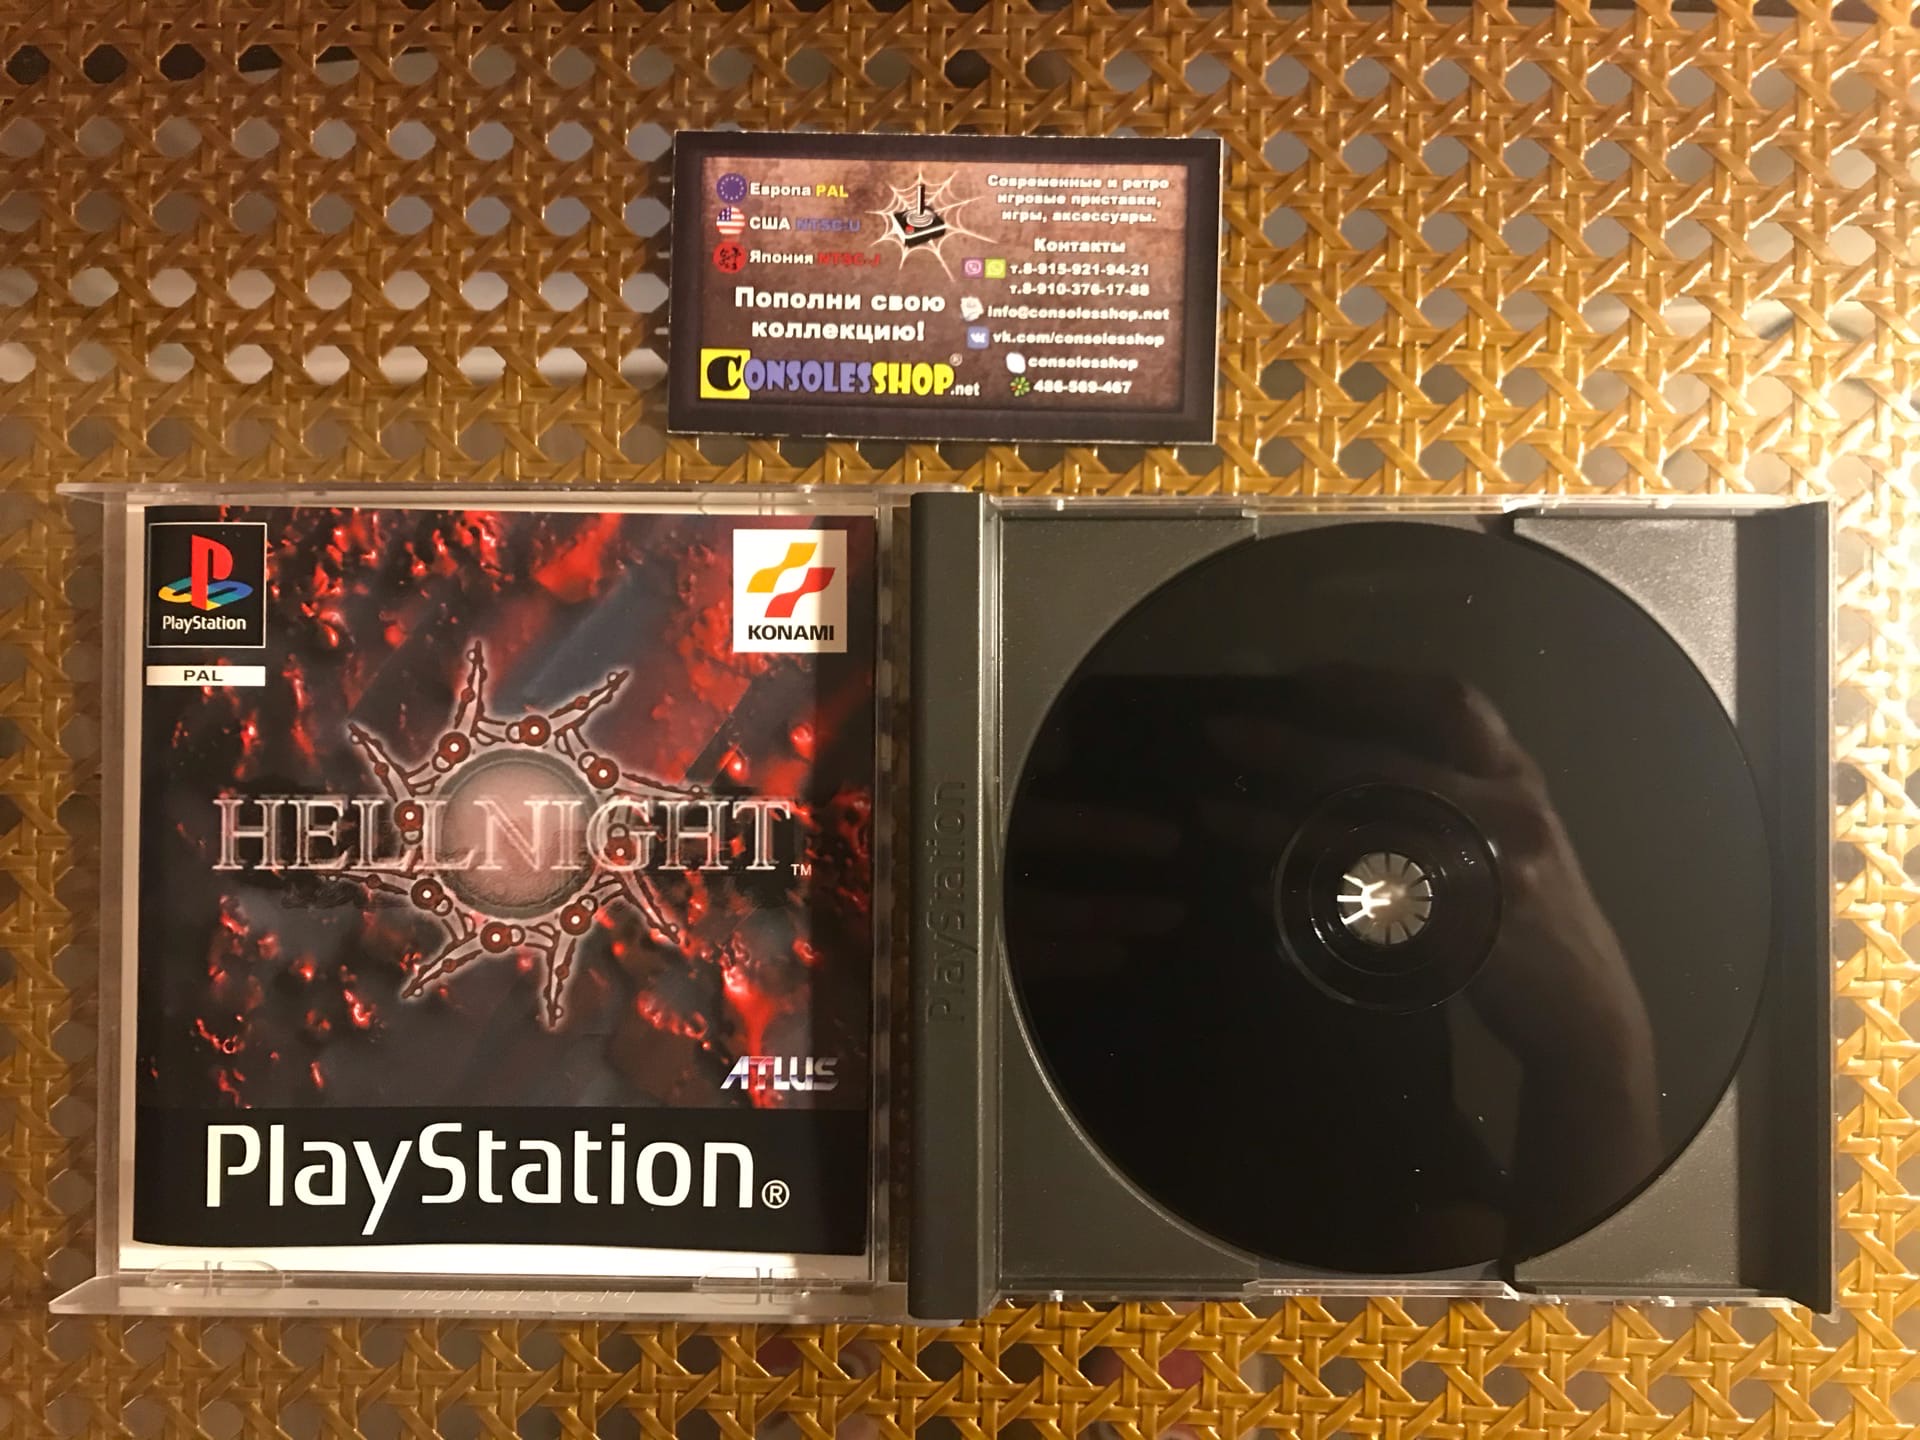 Европа PAL
США NTSC-U
Япония NTSC-J
Пополни свою
коллекцию!
CONSOLESSHOP.net
®
Современные и ретро
игровые приставки,
игры, аксессуары.
Контакты
т.8-915-921-94-21
т.8-910-376-17-88
info@consolesshop.net
vk.com/consolesshop
consolesshop
486-569-467
PlayStation
PAL
KONAMI
HELLNIGHT™
ATLUS
PlayStation®
PlayStation